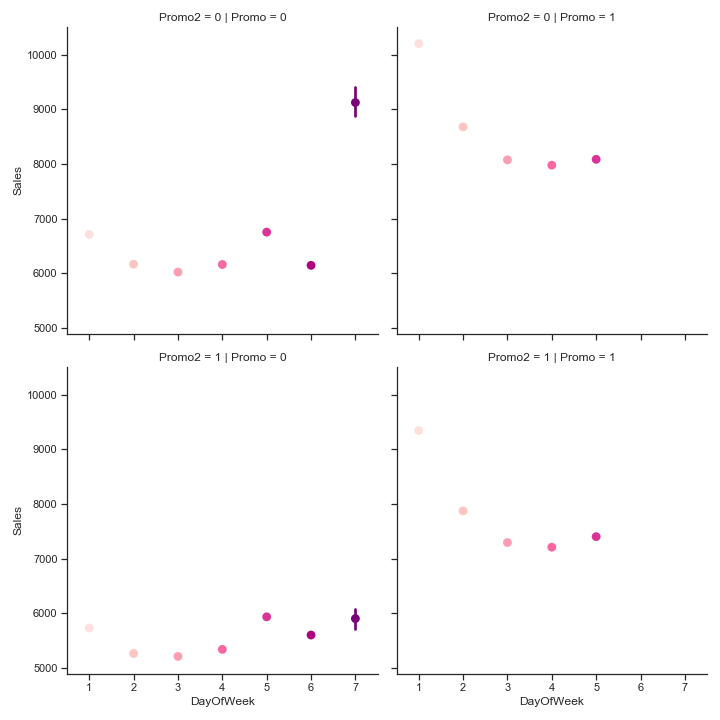 Promo2 = 0 | Promo = 0
Promo2 = 0 | Promo = 1
10000
9000
8000
7000
6000
5000
Sales
Promo2 = 1 | Promo = 0
Promo2 = 1 | Promo = 1
10000
9000
8000
7000
6000
5000
Sales
1 2 3 4 5 6 7
DayOfWeek
1 2 3 4 5 6 7
DayOfWeek